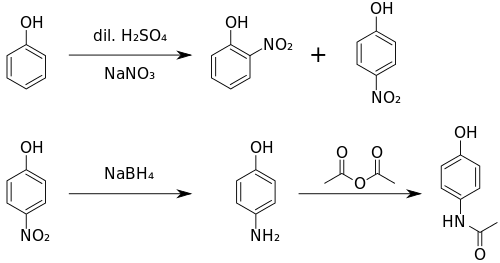 OH
dil. H₂SO₄
NaNO₃
OH
NO₂
+
OH
NO₂
OH
NO₂
NaBH₄
OH
NH₂
O
O
O
OH
HN
O